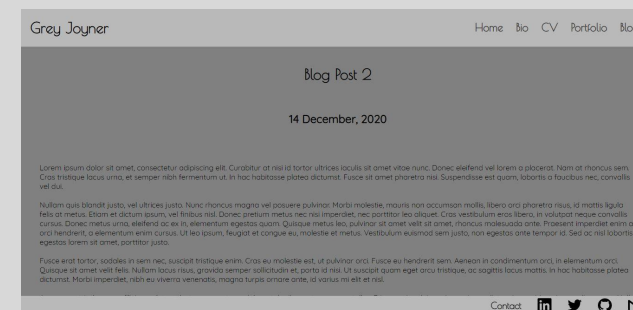 Grey Joyner
Home Bio CV Portfolio Blo
Blog Post 2
14 December, 2020
Lorem ipsum dolor sit amet, consectetur adipiscing elit. Curabitur at nisi id tortor ultrices iaculis sit amet vitae nunc. Donec eleifend vel lorem a placerat. Nam at rhoncus sem.
Cras tristique lacus urna, et semper nibh fermentum ut. In hac habitasse platea dictumst. Fusce sit amet pharetra nisi. Suspendisse est quam, lobortis a faucibus nec, convallis
vel dui.
Nullam quis blandit justo, vel ultrices justo. Nunc rhoncus magna vel posuere pulvinar. Morbi molestie, mauris non accumsan mollis, libero orci pharetra risus, id mattis ligula
felis at metus. Etiam et dictum ipsum, vel finibus nisl. Donec pretium metus nec nisi imperdiet, nec porttitor leo aliquet. Cras vestibulum eros libero, in volutpat neque convallis
cursus. Donec metus urna, eleifend ac ex in, elementum egestas quam. Quisque metus leo, pulvinar sit amet velit sit amet, rhoncus malesuada ante. Praesent imperdiet enim a
orci hendrerit, a elementum enim cursus. Ut leo ipsum, feugiat et congue eu, molestie et metus. Vestibulum euismod sem justo, non egestas ante tempor id. Sed ac nisl lobortis
egestas lorem sit amet, porttitor justo.
Fusce erat tortor, sodales in sem nec, suscipit tristique enim. Cras eu molestie est, ut pulvinar orci. Fusce eu hendrerit sem. Aenean in condimentum orci, in elementum orci.
Quisque sit amet velit felis. Nullam lacus risus, gravida semper sollicitudin et, porta id nisi. Ut suscipit quam eget arcu tristique, ac sagittis lacus mattis. In hac habitasse platea
dictumst. Morbi imperdiet, nibh eu viverra venenatis, magna turpis ornare ante, id varius mi elit et nisl.
Contact